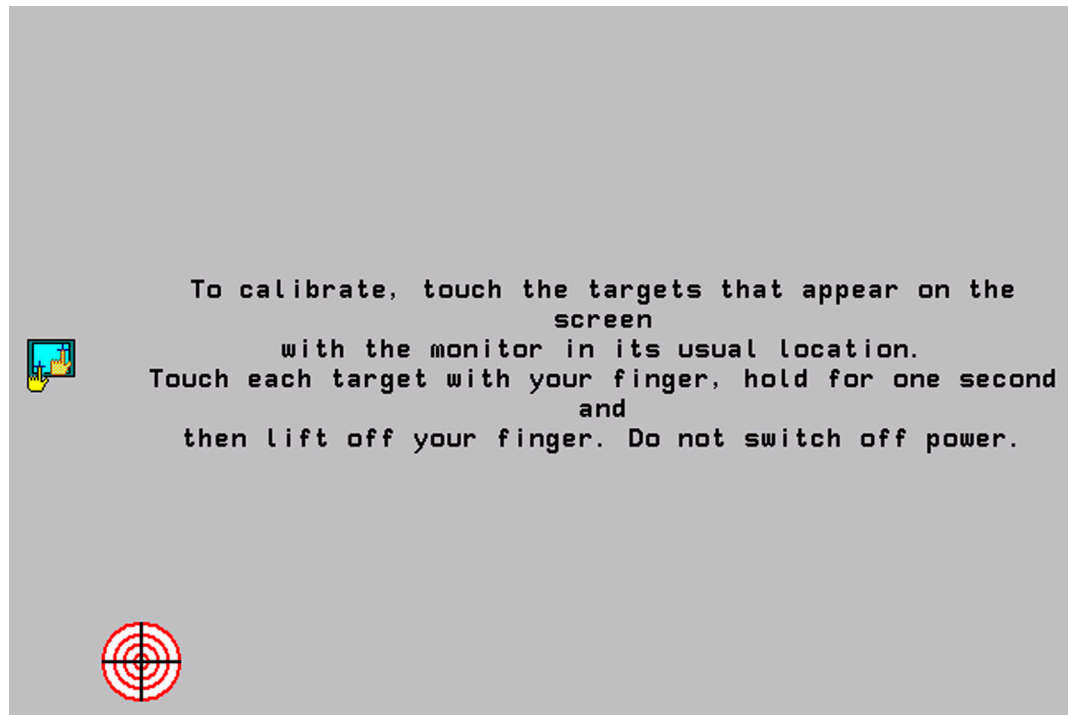 To calibrate, touch the targets that appear on the
screen
with the monitor in its usual location.
Touch each target with your finger, hold for one second
and
then lift off your finger. Do not switch off power.